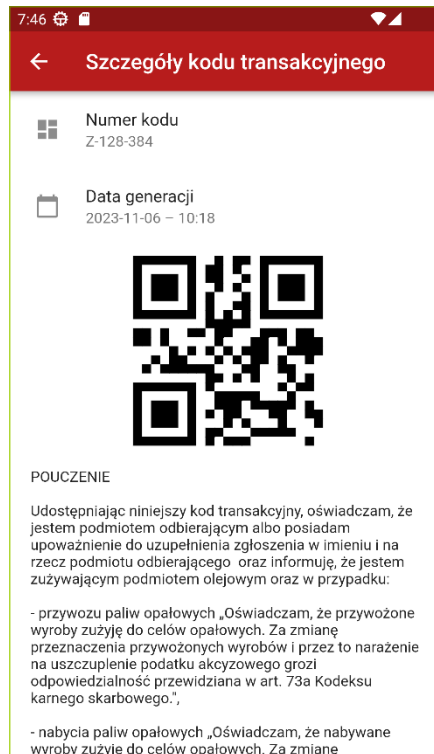 7:46
Szczegóły kodu transakcyjnego
Numer kodu
Z-128-384
Data generacji
2023-11-06 – 10:18
POUCZENIE
Udostępniając niniejszy kod transakcyjny, oświadczam, że
jestem podmiotem odbierającym albo posiadam
upoważnienie do uzupełnienia zgłoszenia w imieniu i na
rzecz podmiotu odbierającego oraz informuję, że jestem
zużywającym podmiotem olejowym oraz w przypadku:
- przywozu paliw opałowych „Oświadczam, że przywożone
wyroby zużyję do celów opałowych. Za zmianę
przeznaczenia przywożonych wyrobów i przez to narażenie
na uszczuplenie podatku akcyzowego grozi
odpowiedzialność przewidziana w art. 73a Kodeksu
karnego skarbowego.",
- nabycia paliw opałowych „Oświadczam, że nabywane
wyroby zużyję do celów opałowych. Za zmianę